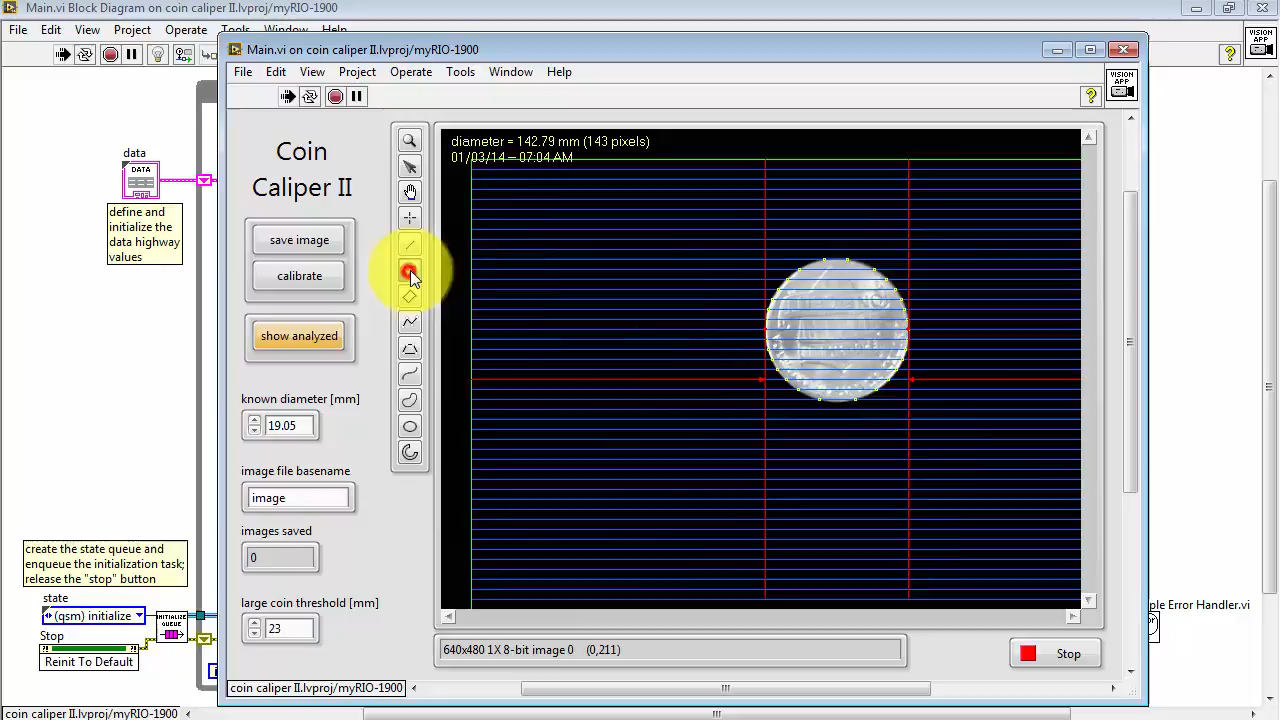 Main.vi Block Diagram on coin caliper II.lvproj/myRIO-1900
File Edit View Project Operate Tools Window Help
VISION
APP
Main.vi on coin caliper II.lvproj/myRIO-1900
File Edit View Project Operate Tools Window Help
VISION
APP
data
DATA
define and
initialize the
data highway
values
create the state queue and
enqueue the initialization task;
release the "stop" button
state
(qsm) initialize
INITIALIZE
QUEUE
Stop
Reinit To Default
Coin
Caliper II
save image
calibrate
show analyzed
known diameter [mm]
19.05
image file basename
image
images saved
0
large coin threshold [mm]
23
diameter = 142.79 mm (143 pixels)
01/03/14 -- 07:04 AM
640x480 1X 8-bit image 0 (0,211)
Stop
ple Error Handler.vi
coin caliper II.lvproj/myRIO-1900
coin caliper II.lvproj/myRIO-1900